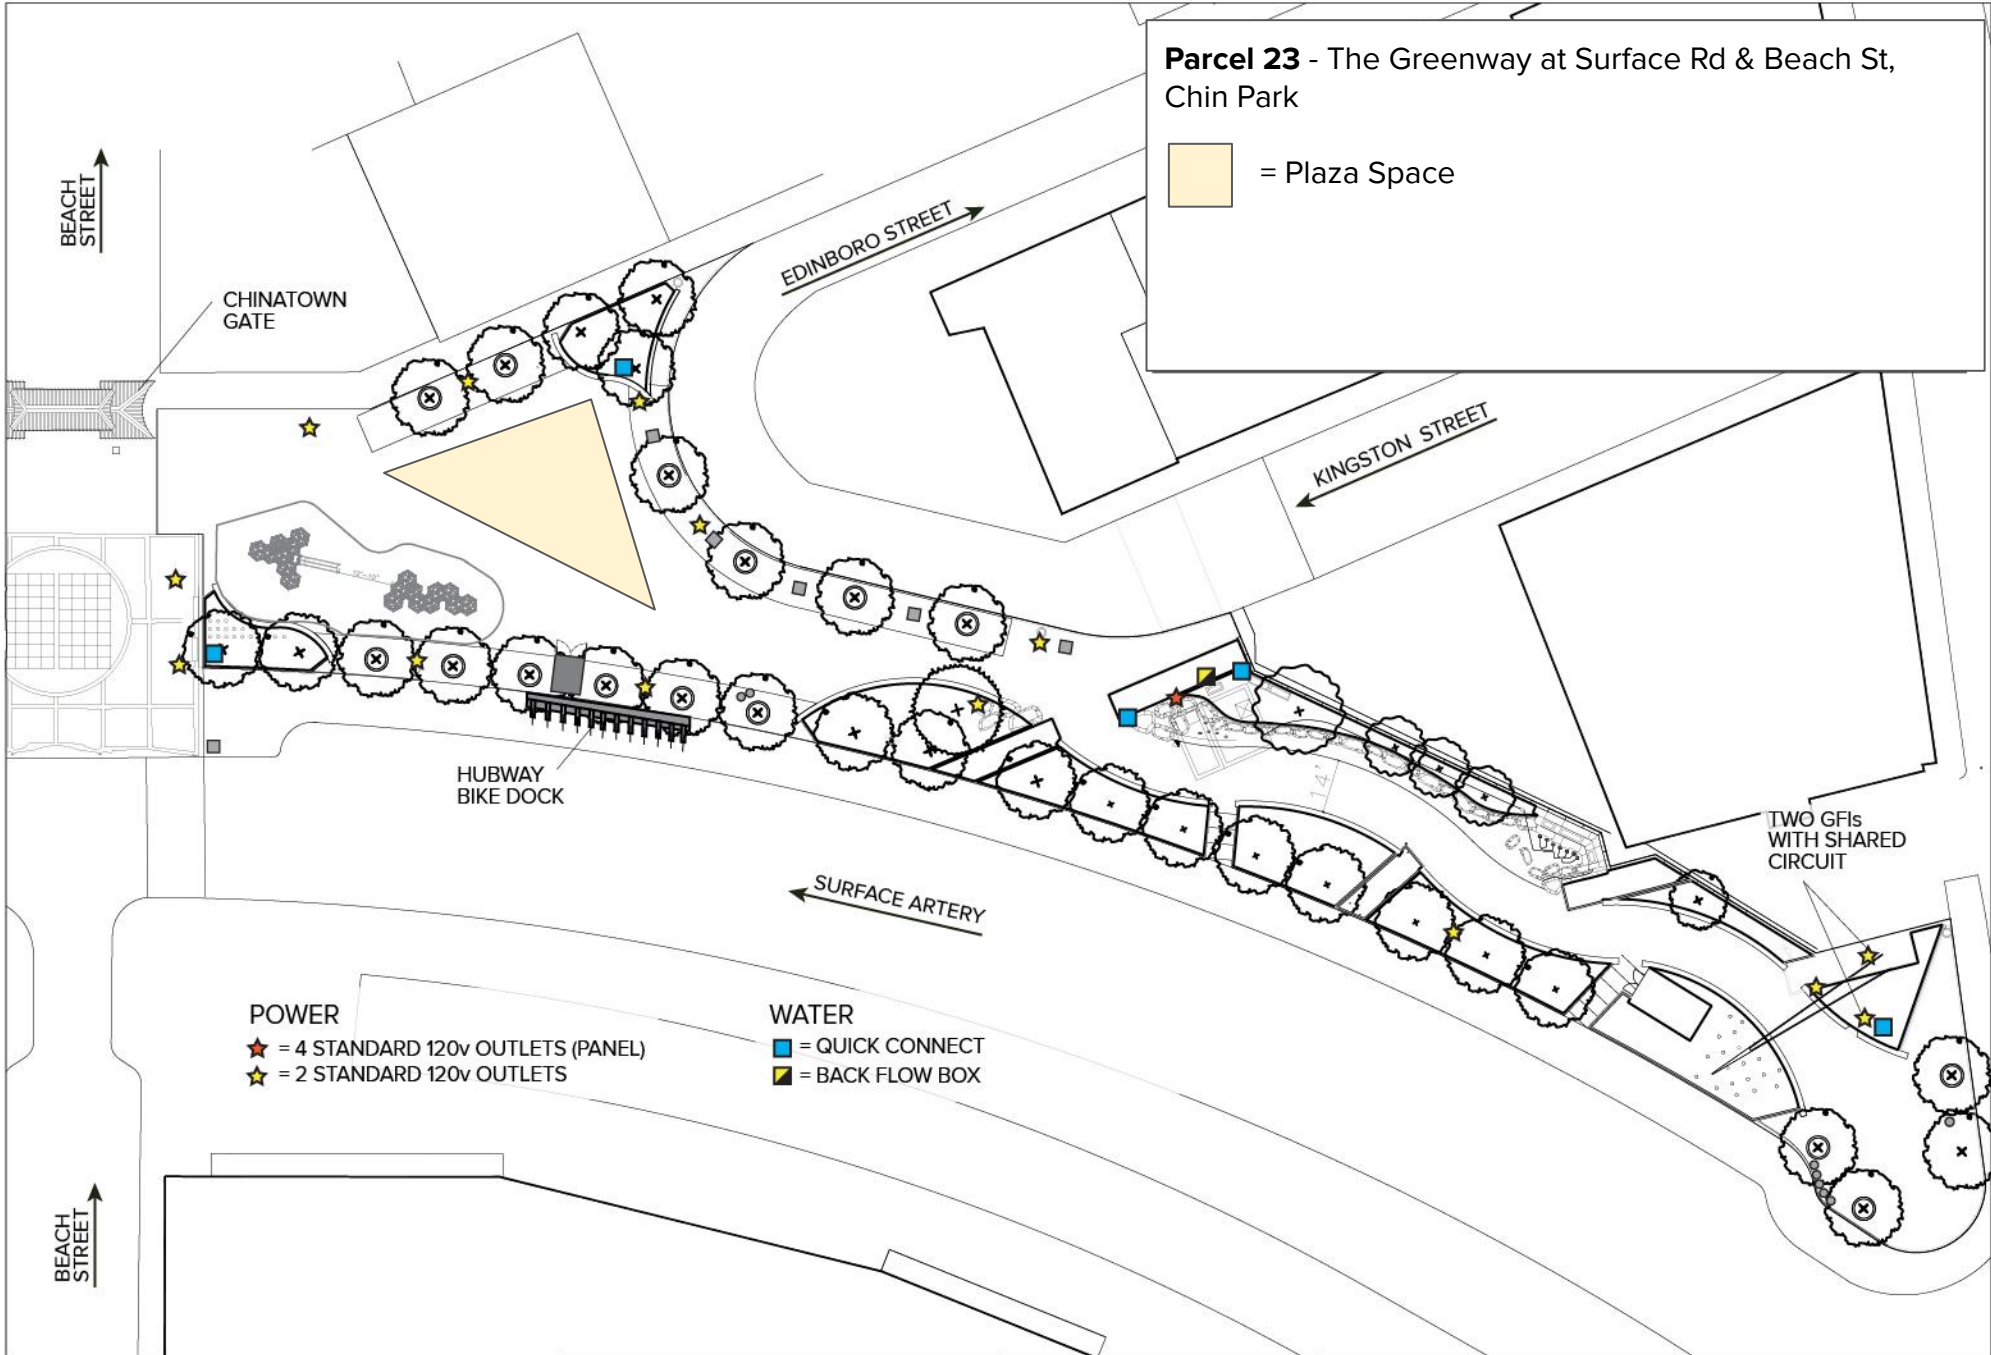 Parcel 23 - The Greenway at Surface Rd & Beach St,
Chin Park
= Plaza Space
BEACH
STREET
CHINATOWN
GATE
EDINBORO STREET
KINGSTON STREET
HUBWAY
BIKE DOCK
14'
TWO GFIs
WITH SHARED
CIRCUIT
SURFACE ARTERY
POWER
= 4 STANDARD 120v OUTLETS (PANEL)
= 2 STANDARD 120v OUTLETS
WATER
= QUICK CONNECT
= BACK FLOW BOX
BEACH
STREET